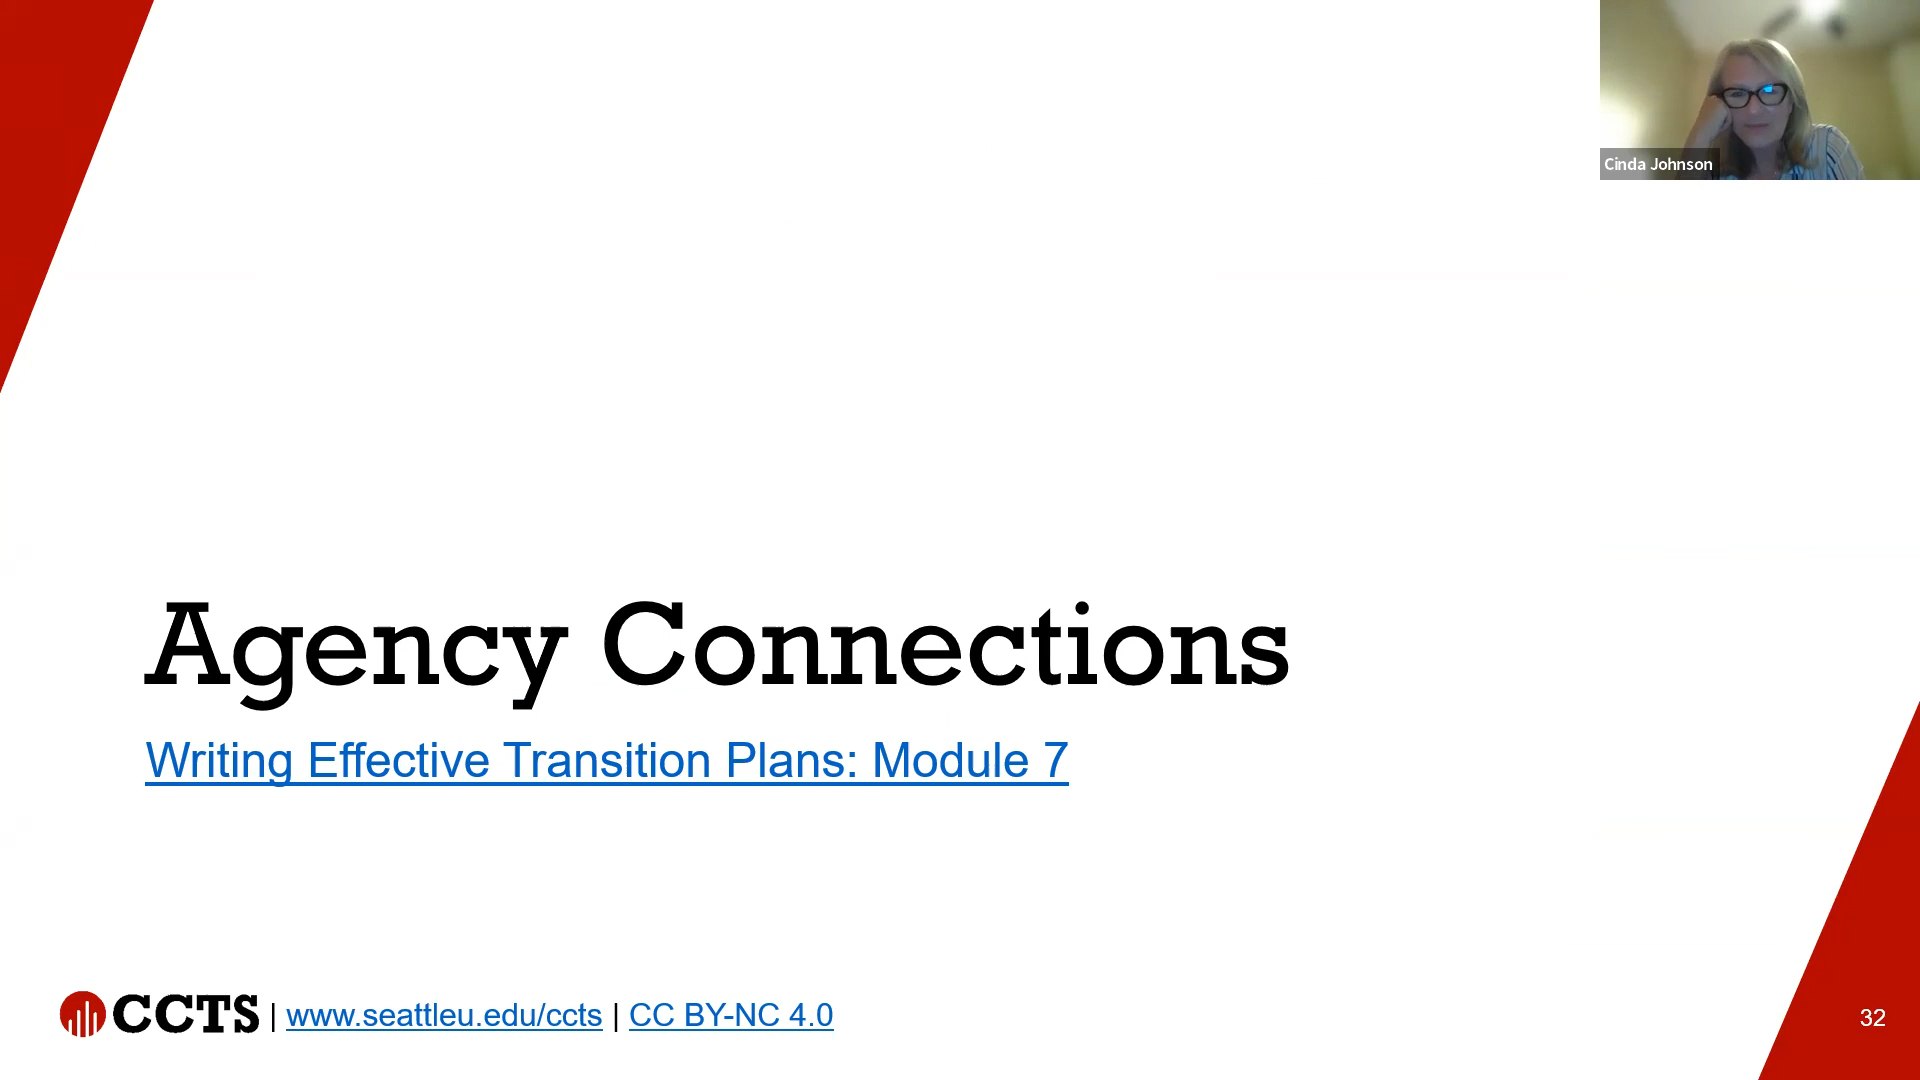 Cinda Johnson
Agency Connections
Writing Effective Transition Plans: Module 7
CCTS | www.seattleu.edu/ccts | CC BY-NC 4.0
32